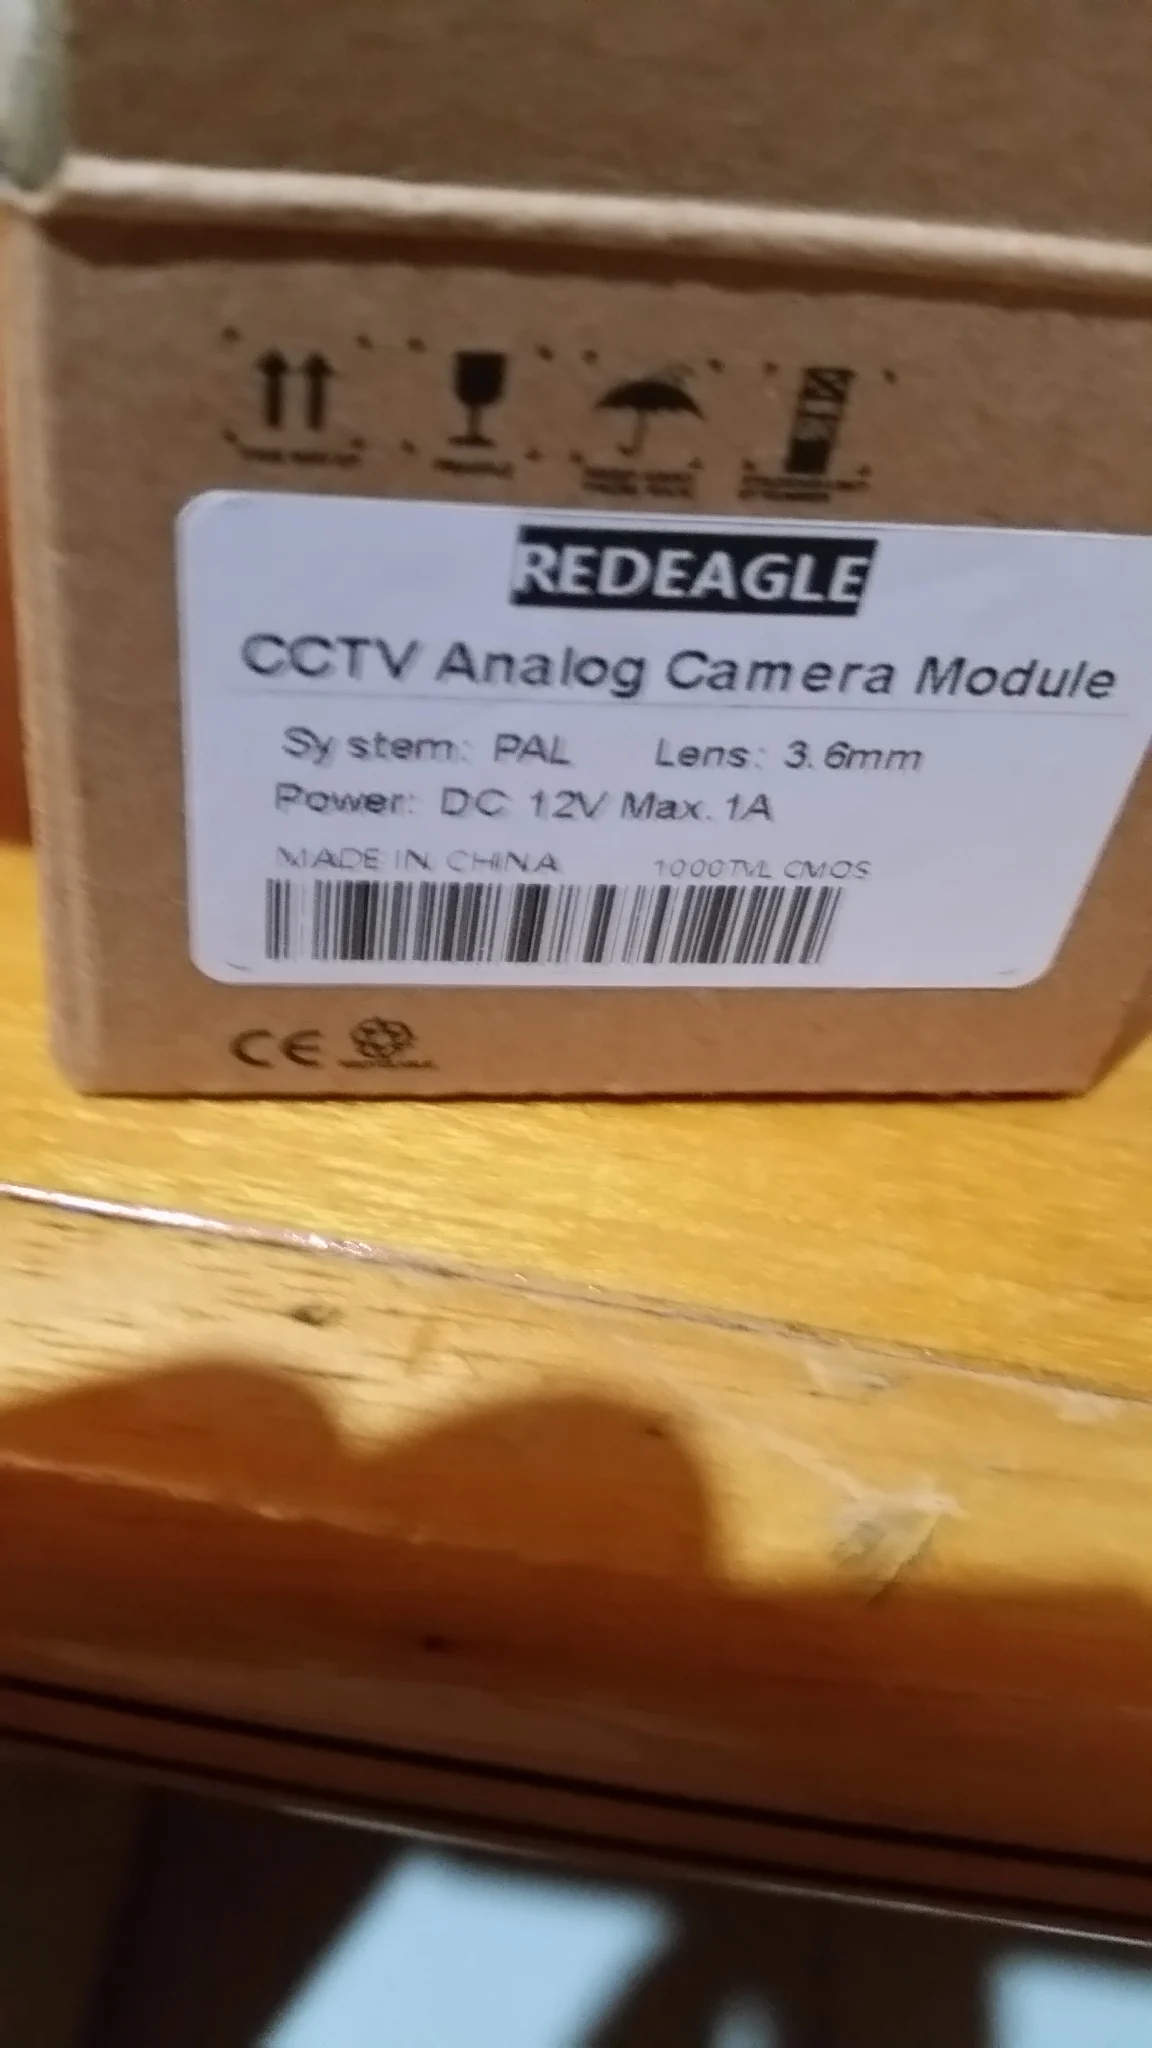 REDEAGLE
CCTV Analog Camera Module
System: PAL Lens: 3.6mm
Power: DC 12V Max. 1A
MADE IN CHINA 1000TVL CMOS
CE